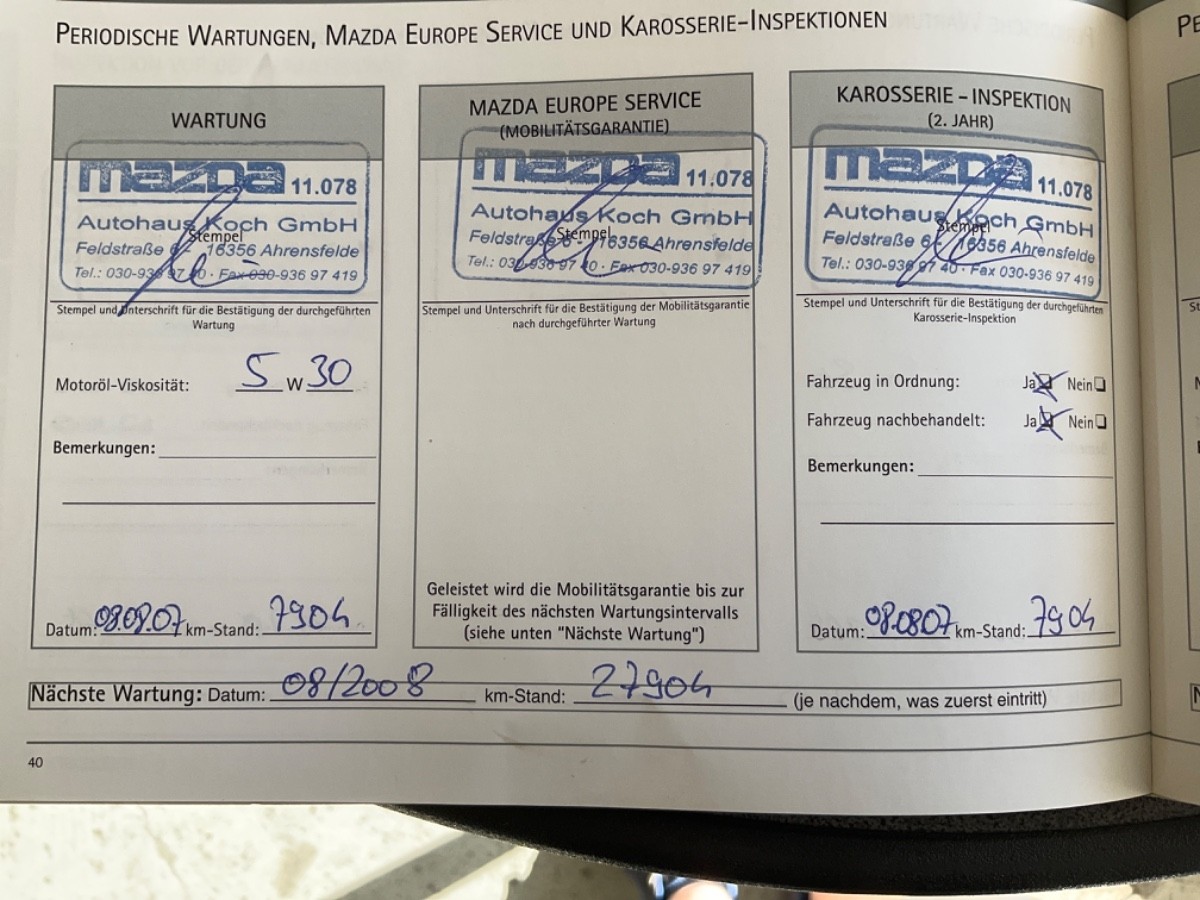 PERIODISCHE WARTUNGEN, MAZDA EUROPE SERVICE UND KAROSSERIE-INSPEKTIONEN
WARTUNG
mazda 11.078
Autohaus Koch GmbH
Feldstraße 6 - 16356 Ahrensfelde
Stempel
Tel.: 030-936 97 40 · Fax 030-936 97 419
Stempel und Unterschrift für die Bestätigung der durchgeführten
Wartung
Motoröl-Viskosität: 5 W 30
Bemerkungen:
Datum: 08.08.07 km-Stand: 7904
MAZDA EUROPE SERVICE
(MOBILITÄTSGARANTIE)
mazda 11.078
Autohaus Koch GmbH
Feldstraße 6 - 16356 Ahrensfelde
Stempel
Tel.: 030-936 97 40 · Fax 030-936 97 419
Stempel und Unterschrift für die Bestätigung der Mobilitätsgarantie
nach durchgeführter Wartung
Geleistet wird die Mobilitätsgarantie bis zur
Fälligkeit des nächsten Wartungsintervalls
(siehe unten "Nächste Wartung")
KAROSSERIE - INSPEKTION
(2. JAHR)
mazda 11.078
Autohaus Koch GmbH
Feldstraße 6 - 16356 Ahrensfelde
Stempel
Tel.: 030-936 97 40 · Fax 030-936 97 419
Stempel und Unterschrift für die Bestätigung der durchgeführten
Karosserie-Inspektion
Fahrzeug in Ordnung: Ja Nein
Fahrzeug nachbehandelt: Ja Nein
Bemerkungen:
Datum: 08.08.07 km-Stand: 7904
Nächste Wartung: Datum: 08/2008 km-Stand: 27904 (je nachdem, was zuerst eintritt)
40